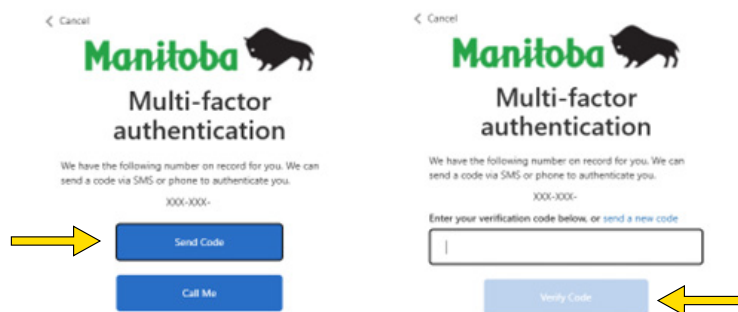 Cancel
Manitoba
Multi-factor
authentication
We have the following number on record for you. We can
send a code via SMS or phone to authenticate you.
XXX-XXX-
Send Code
Call Me
Cancel
Manitoba
Multi-factor
authentication
We have the following number on record for you. We can
send a code via SMS or phone to authenticate you.
XXX-XXX-
Enter your verification code below, or send a new code
Verify Code